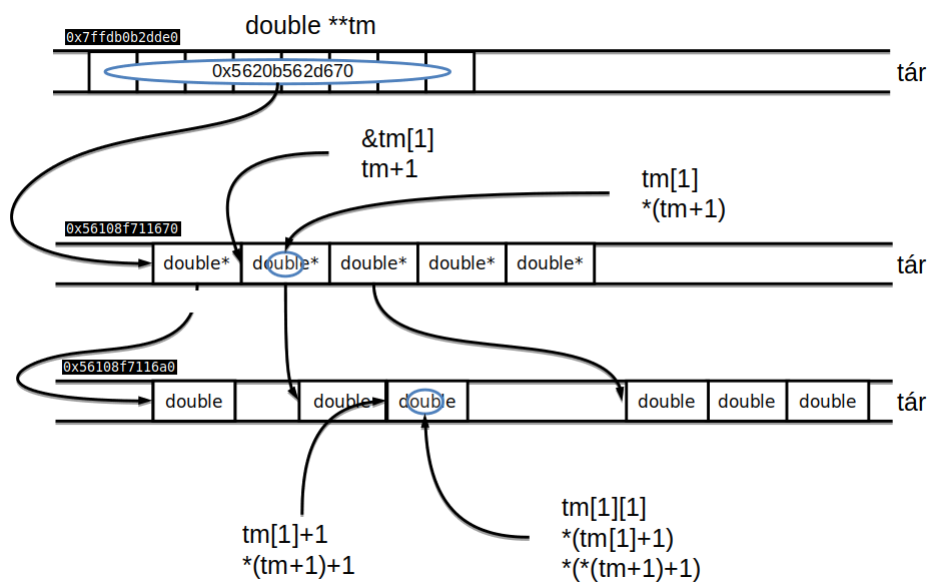 double **tm
0x7ffdb0b2dde0
0x5620b562d670
tár
&tm[1]
tm+1
tm[1]
*(tm+1)
0x56108f711670
double* double* double* double* double*
tár
0x56108f7116a0
double double double double double double
tár
tm[1]+1
*(tm+1)+1
tm[1][1]
*(tm[1]+1)
*(*(tm+1)+1)